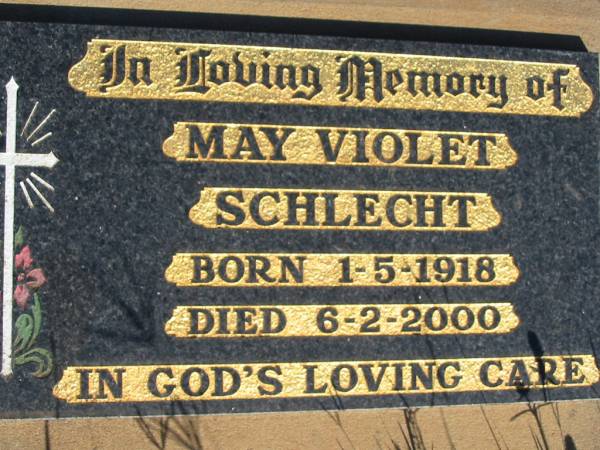 In Loving Memory of
MAY VIOLET
SCHLECHT
BORN 1-5-1918
DIED 6-2-2000
IN GOD'S LOVING CARE